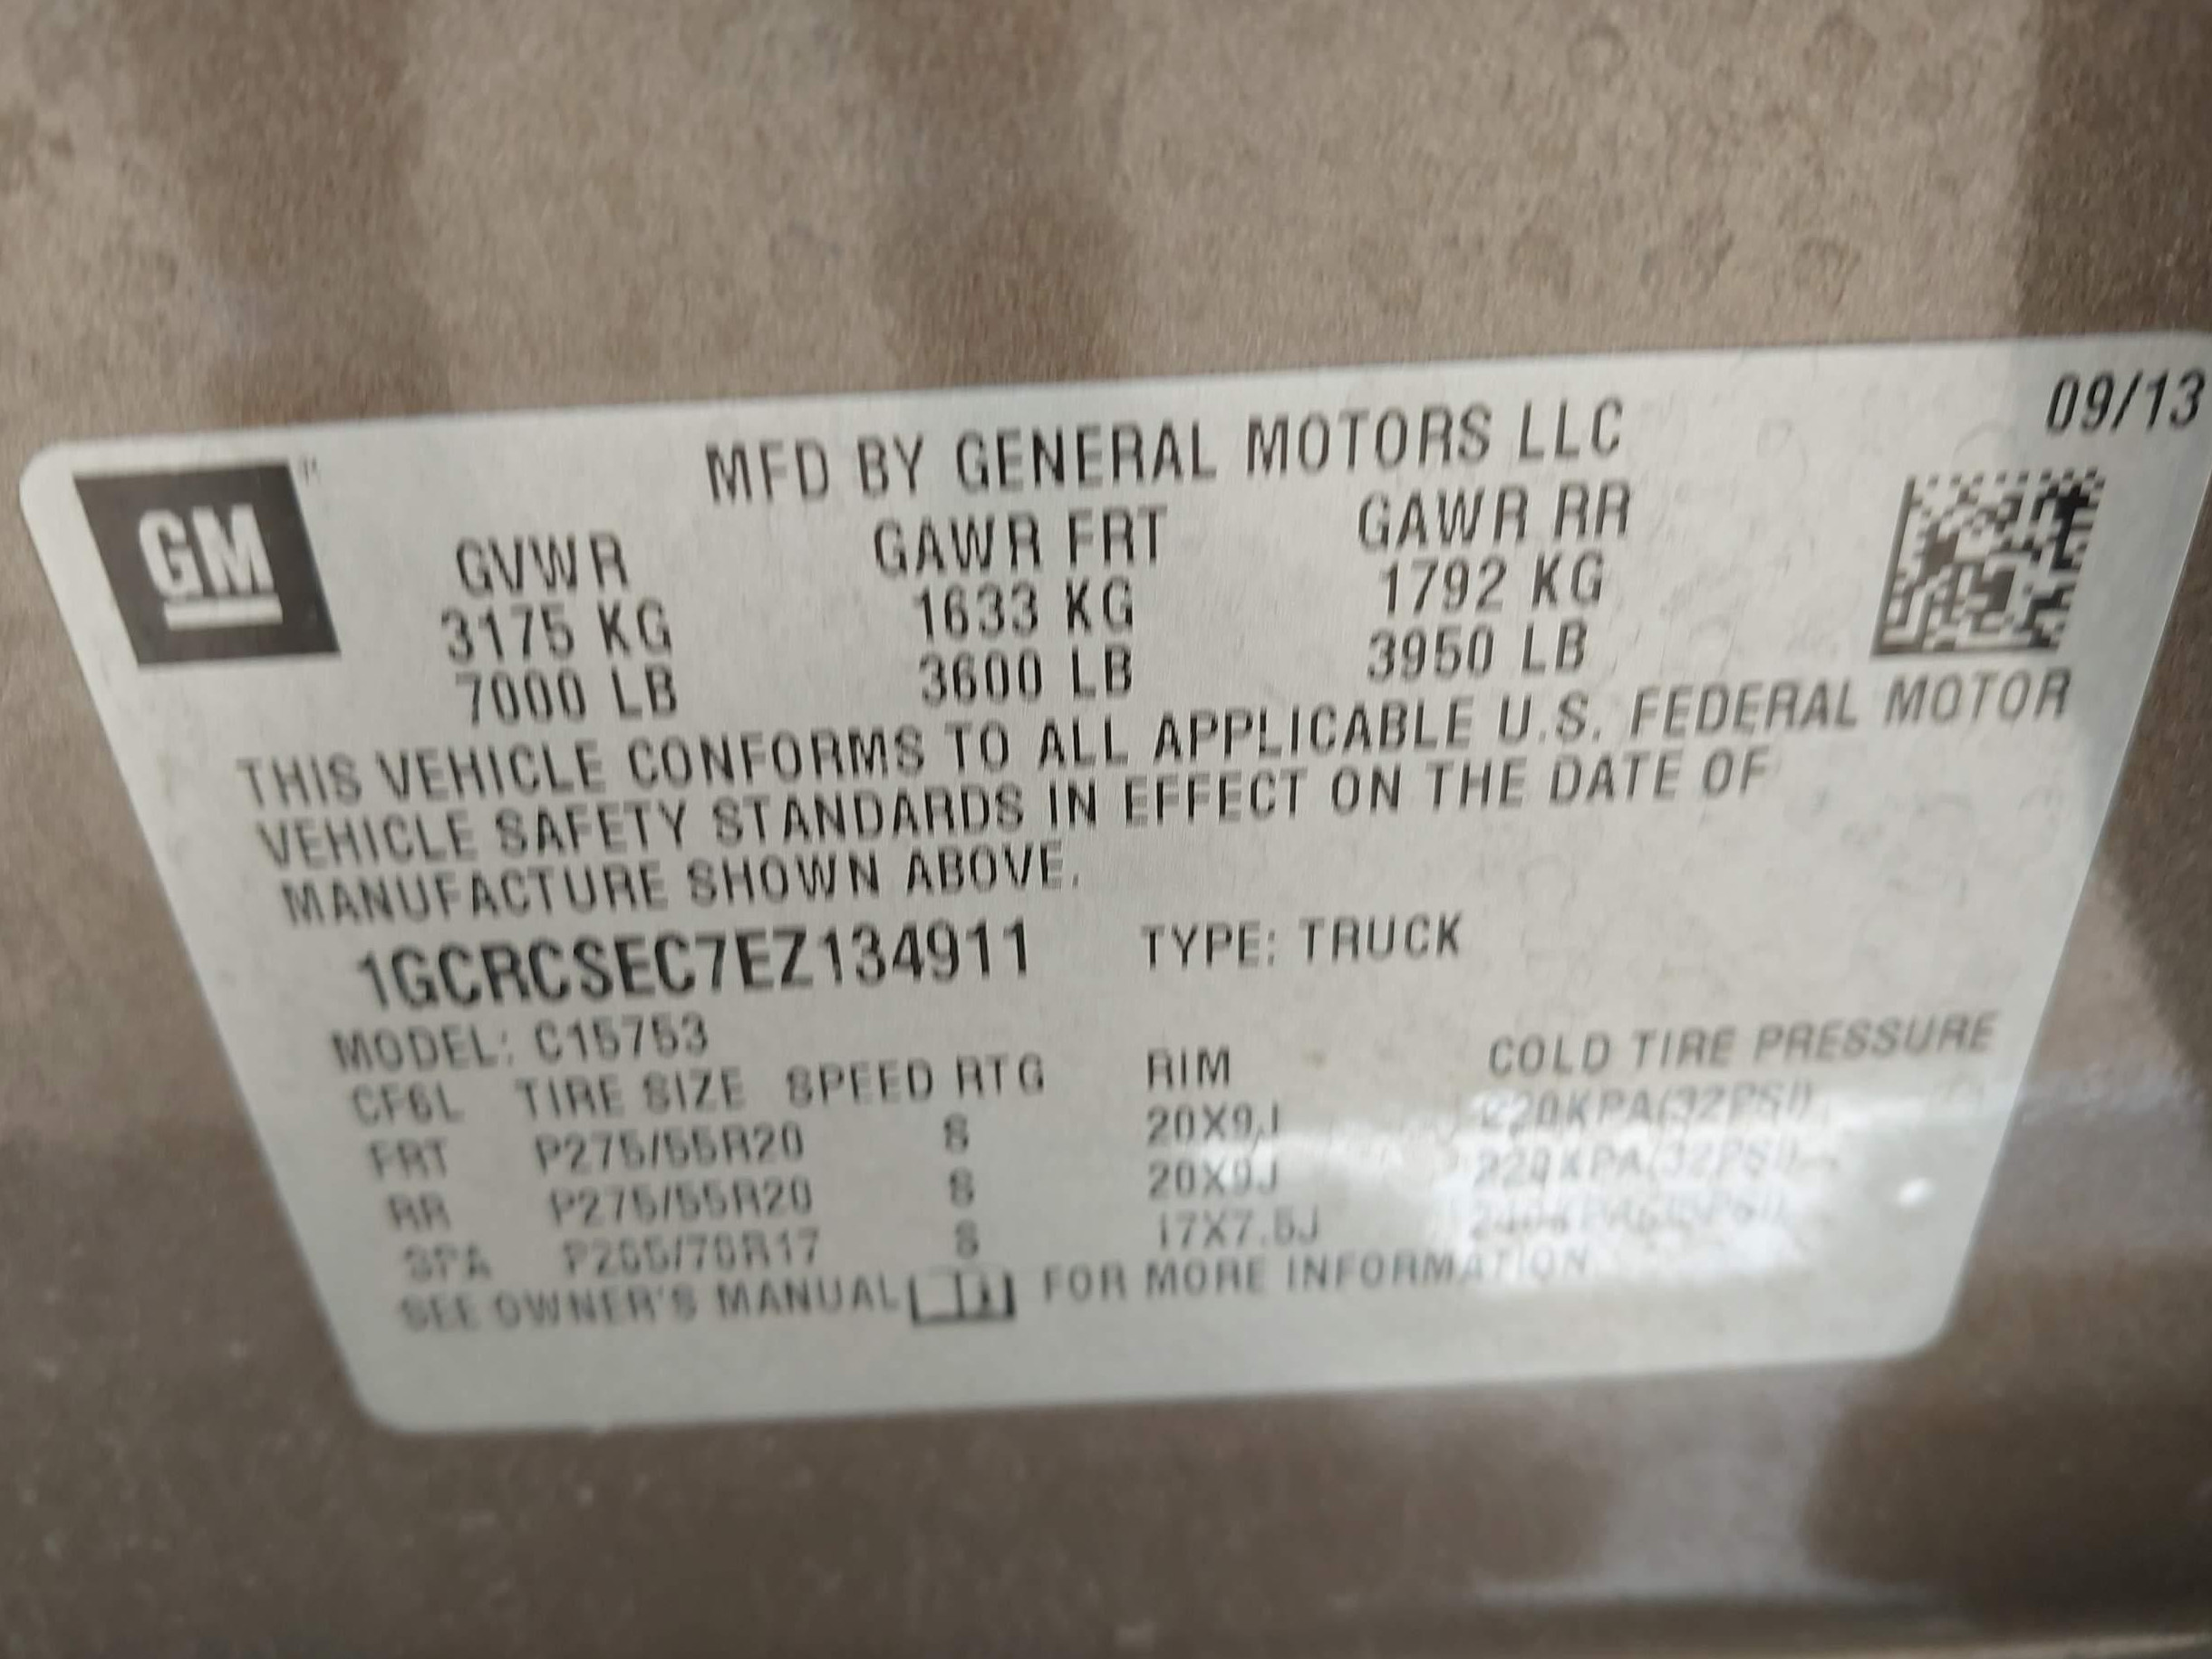 09/13
MFD BY GENERAL MOTORS LLC
GM
GVWR GAWR FRT GAWR RR
3175 KG 1633 KG 1792 KG
7000 LB 3600 LB 3950 LB
THIS VEHICLE CONFORMS TO ALL APPLICABLE U.S. FEDERAL MOTOR
VEHICLE SAFETY STANDARDS IN EFFECT ON THE DATE OF
MANUFACTURE SHOWN ABOVE.
1GCRCSEC7EZ134911 TYPE: TRUCK
MODEL: C15753
CF6L TIRE SIZE SPEED RTG RIM COLD TIRE PRESSURE
FRT P275/55R20 S 20X9J 220KPA(32PSI)
RR P275/55R20 S 20X9J 220KPA(32PSI)
SPA P265/70R17 S 17X7.5J
SEE OWNER'S MANUAL FOR MORE INFORMATION